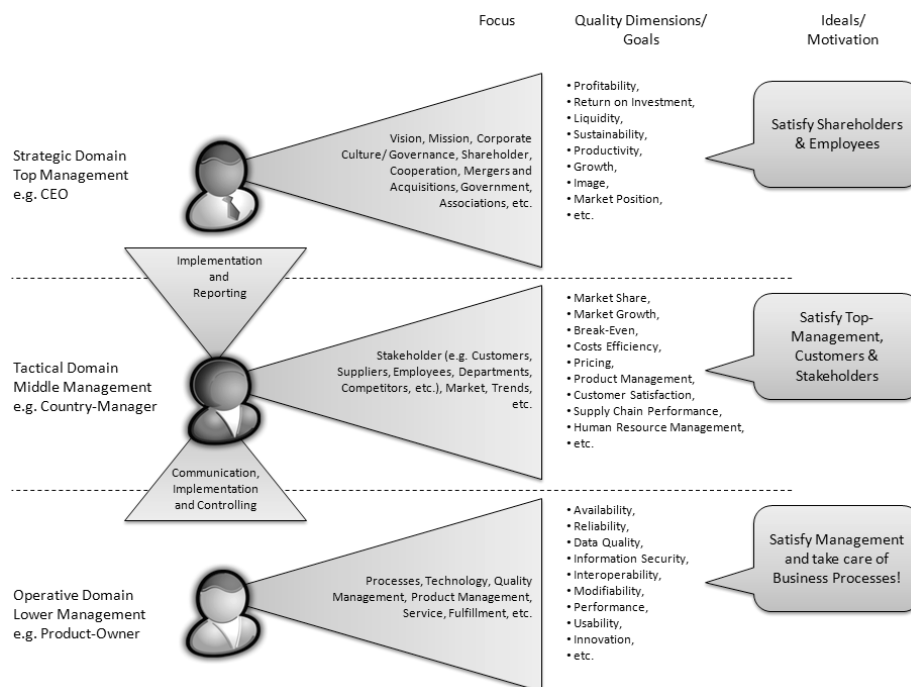 Focus
Quality Dimensions/
Goals
Ideals/
Motivation
Strategic Domain
Top Management
e.g. CEO
Vision, Mission, Corporate
Culture/ Governance, Shareholder,
Cooperation, Mergers and
Acquisitions, Government,
Associations, etc.
• Profitability,
• Return on Investment,
• Liquidity,
• Sustainability,
• Productivity,
• Growth,
• Image,
• Market Position,
• etc.
Satisfy Shareholders
& Employees
Implementation
and
Reporting
Tactical Domain
Middle Management
e.g. Country-Manager
Stakeholder (e.g. Customers,
Suppliers, Employees, Departments,
Competitors, etc.), Market, Trends,
etc.
• Market Share,
• Market Growth,
• Break-Even,
• Costs Efficiency,
• Pricing,
• Product Management,
• Customer Satisfaction,
• Supply Chain Performance,
• Human Resource Management,
• etc.
Satisfy Top-
Management,
Customers &
Stakeholders
Communication,
Implementation
and Controlling
Operative Domain
Lower Management
e.g. Product-Owner
Processes, Technology, Quality
Management, Product Management,
Service, Fulfillment, etc.
• Availability,
• Reliability,
• Data Quality,
• Information Security,
• Interoperability,
• Modifiability,
• Performance,
• Usability,
• Innovation,
• etc.
Satisfy Management
and take care of
Business Processes!